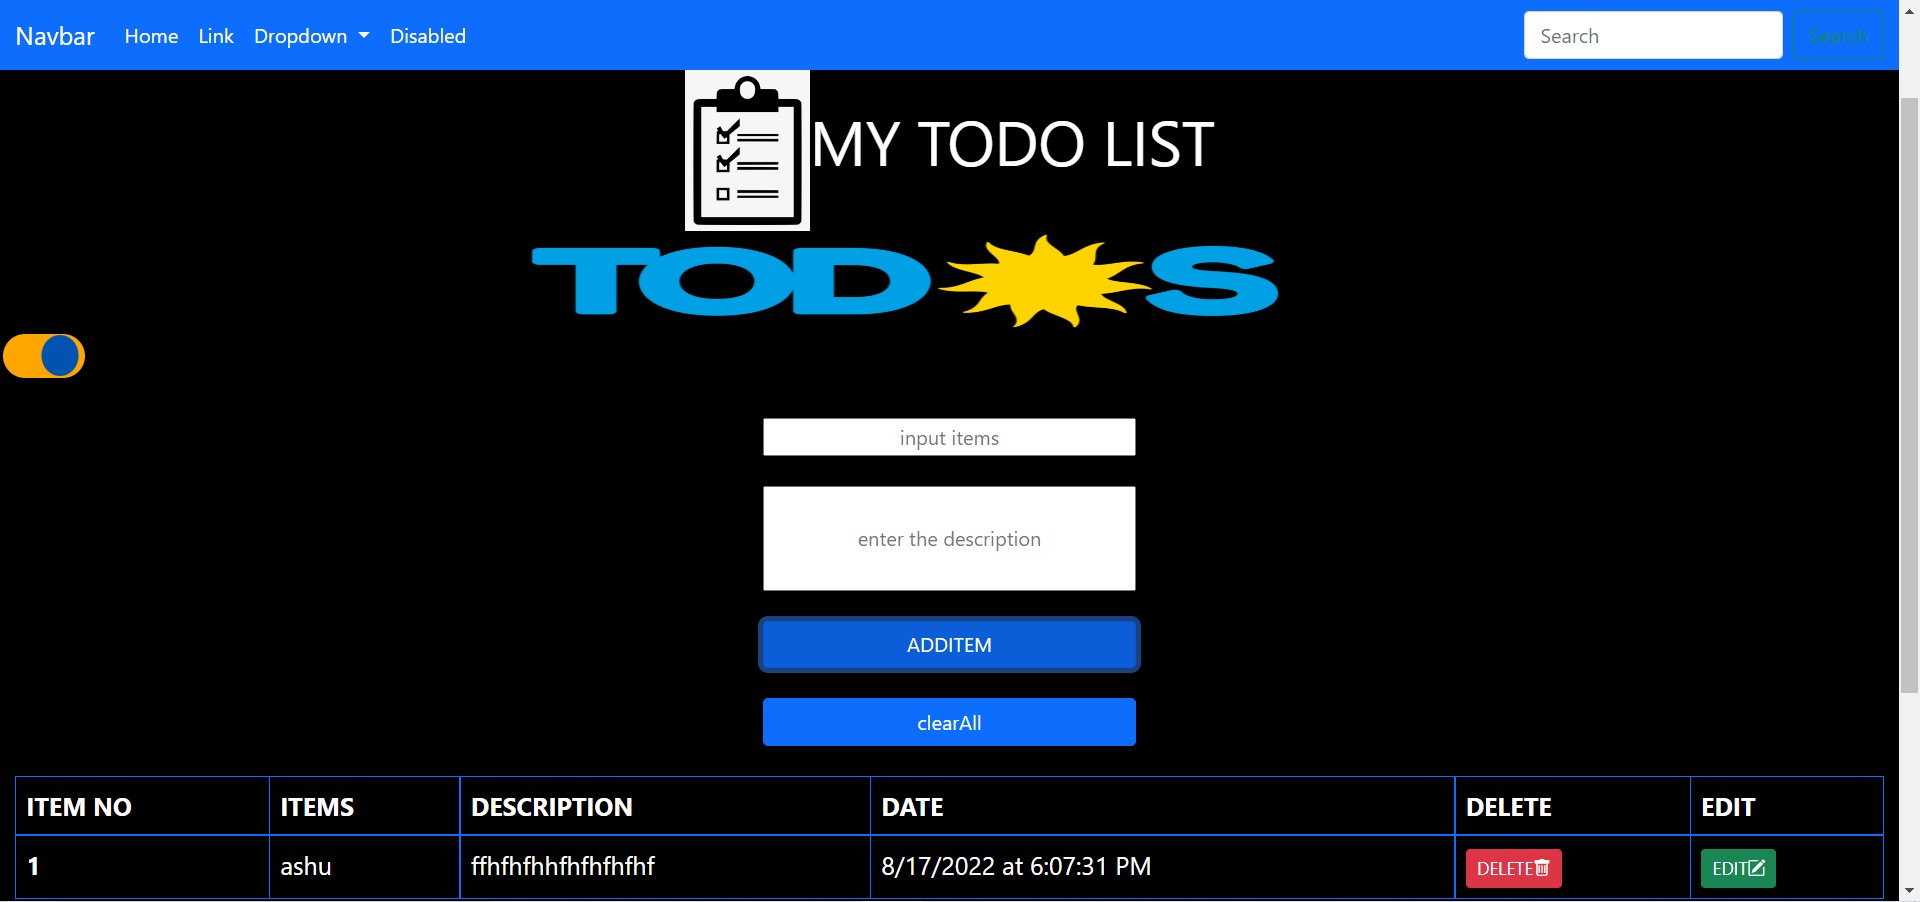 Navbar Home Link Dropdown Disabled Search Search
MY TODO LIST
TODOS
input items
enter the description
ADDITEM
clearAll
ITEM NO ITEMS DESCRIPTION DATE DELETE EDIT
1 ashu ffhfhfhhfhfhfhfhf 8/17/2022 at 6:07:31 PM DELETE EDIT